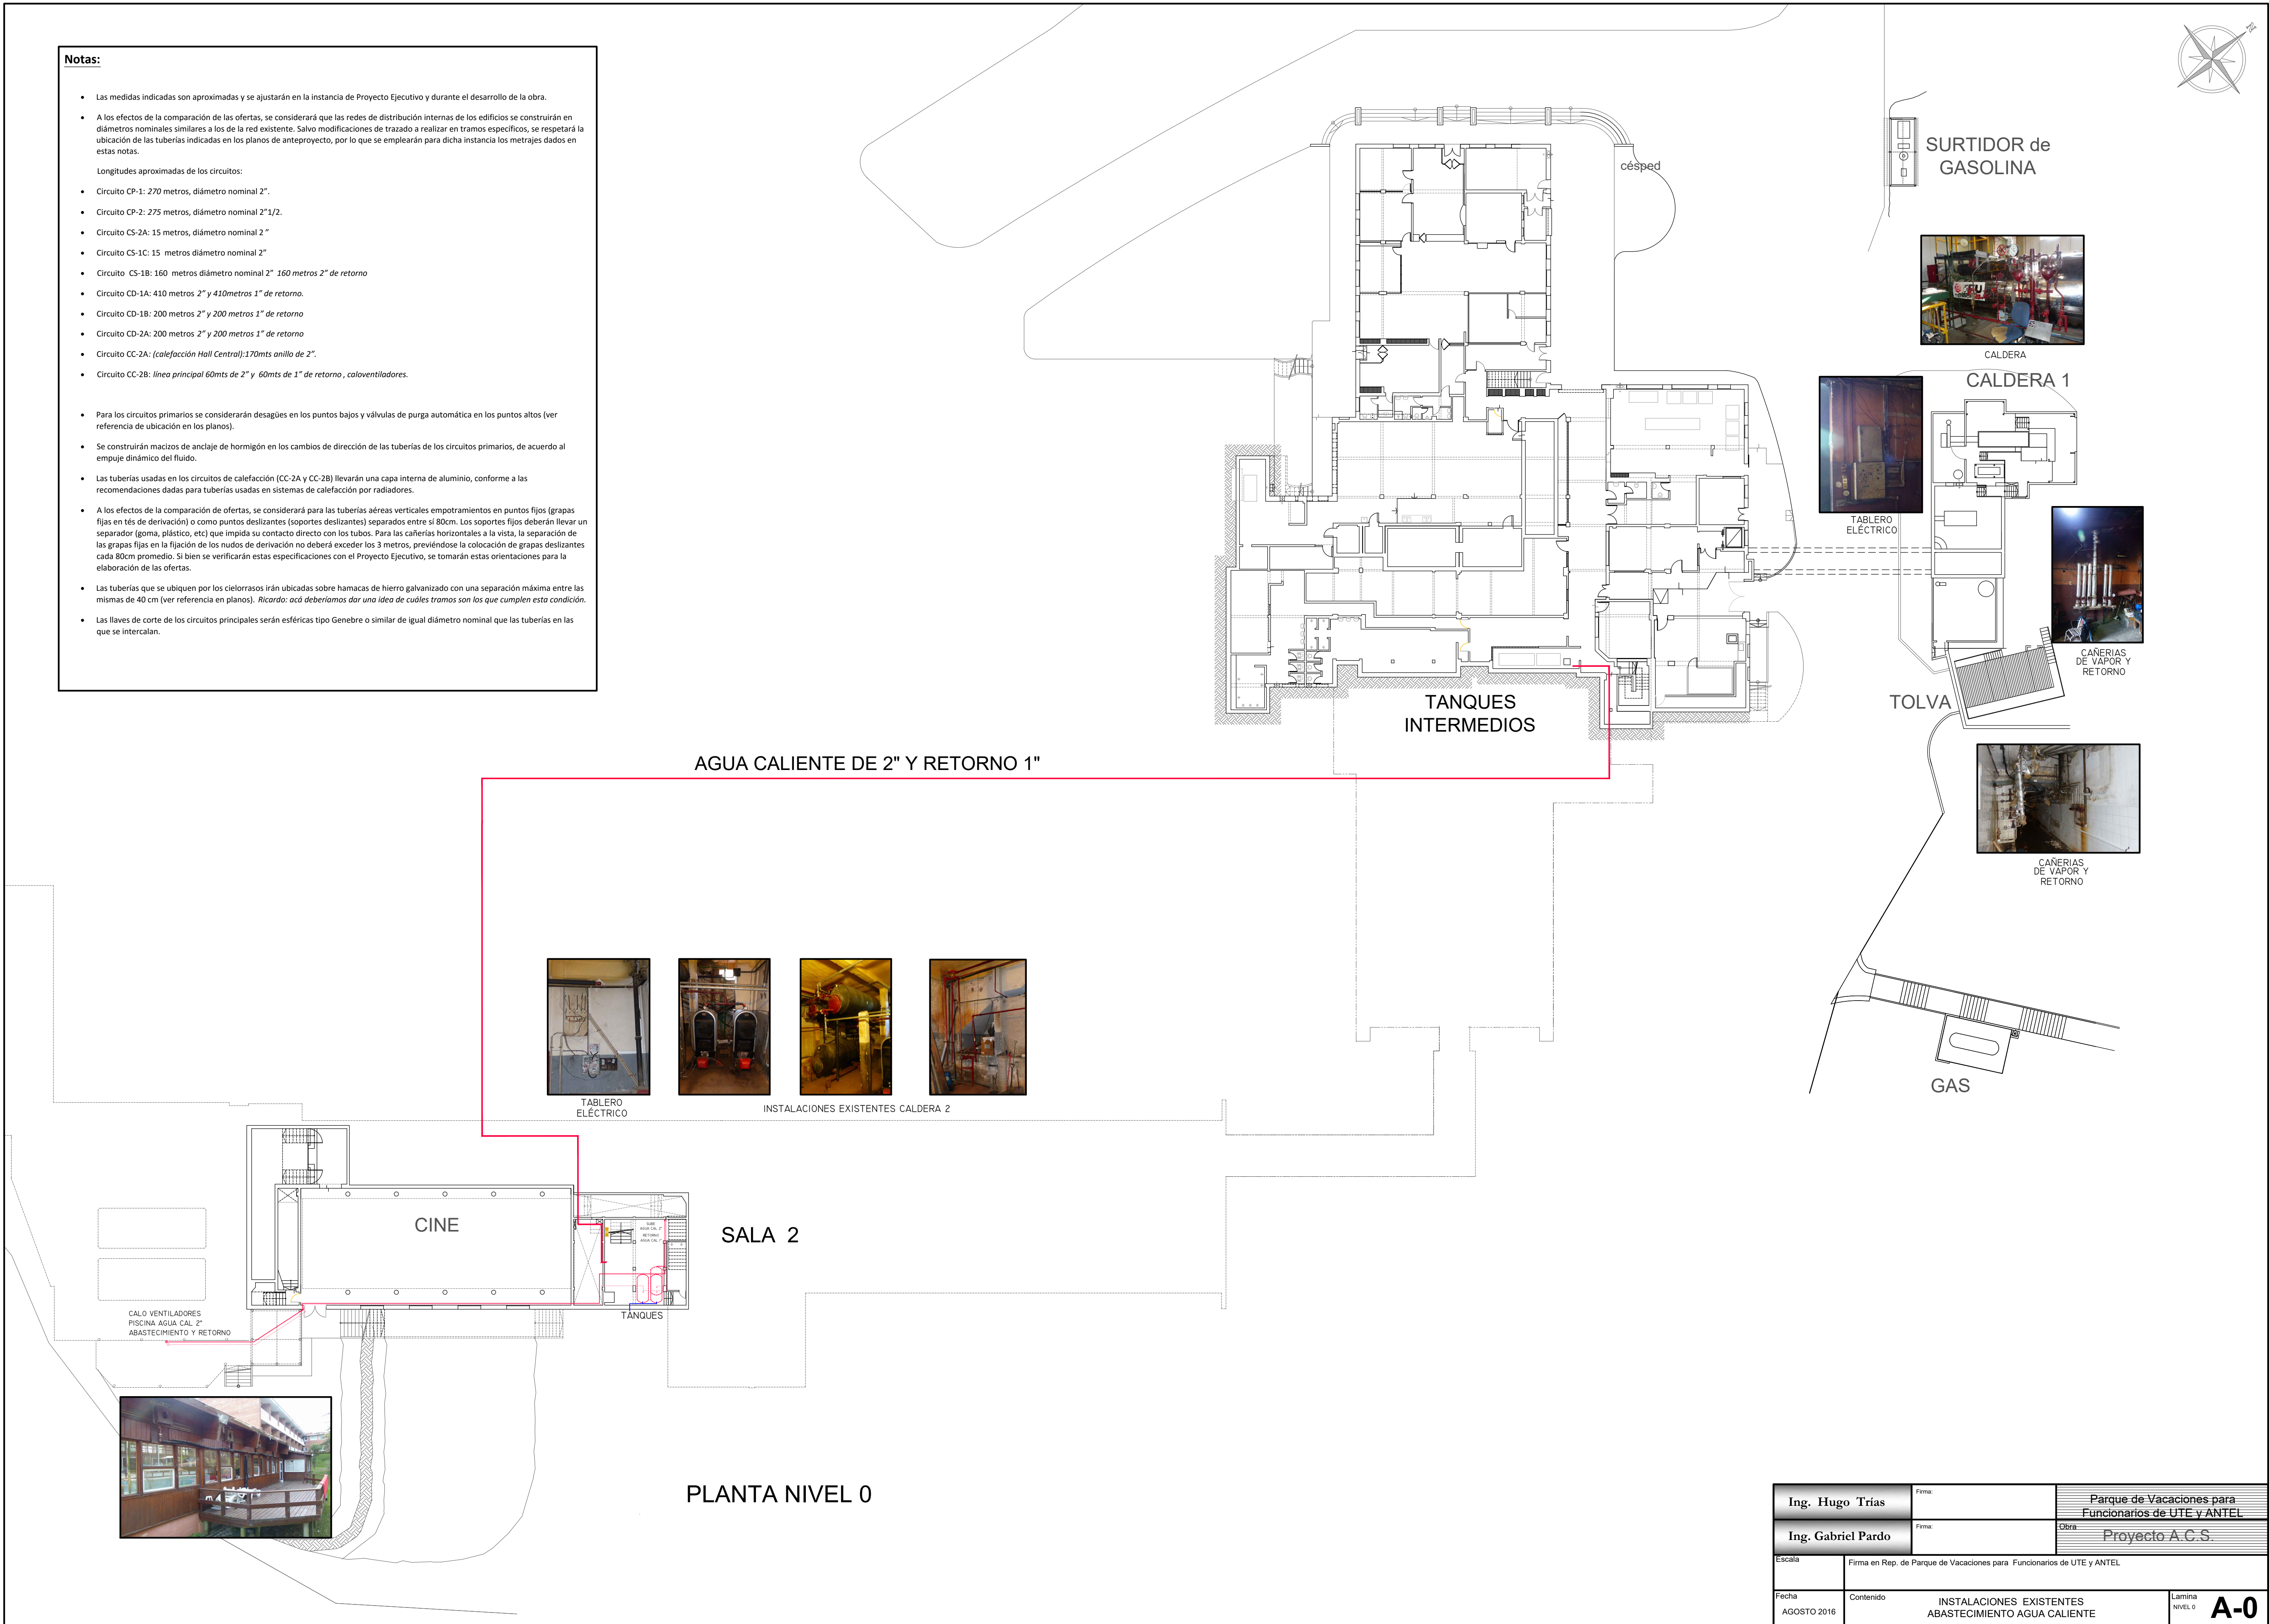 Notas:
• Las medidas indicadas son aproximadas y se ajustarán en la instancia de Proyecto Ejecutivo y durante el desarrollo de la obra.
• A los efectos de la comparación de las ofertas, se considerará que las redes de distribución internas de los edificios se construirán en
diámetros nominales similares a los de la red existente. Salvo modificaciones de trazado a realizar en tramos específicos, se respetará la
ubicación de las tuberías indicadas en los planos de anteproyecto, por lo que se emplearán para dicha instancia los metrajes dados en
estas notas.
Longitudes aproximadas de los circuitos:
• Circuito CP-1: 270 metros, diámetro nominal 2”.
• Circuito CP-2: 275 metros, diámetro nominal 2”1/2.
• Circuito CS-2A: 15 metros, diámetro nominal 2 ”
• Circuito CS-1C: 15 metros diámetro nominal 2”
• Circuito CS-1B: 160 metros diámetro nominal 2” 160 metros 2” de retorno
• Circuito CD-1A: 410 metros 2” y 410metros 1” de retorno.
• Circuito CD-1B: 200 metros 2” y 200 metros 1” de retorno
• Circuito CD-2A: 200 metros 2” y 200 metros 1” de retorno
• Circuito CC-2A: (calefacción Hall Central):170mts anillo de 2”.
• Circuito CC-2B: línea principal 60mts de 2” y 60mts de 1” de retorno , caloventiladores.
• Para los circuitos primarios se considerarán desagües en los puntos bajos y válvulas de purga automática en los puntos altos (ver
referencia de ubicación en los planos).
• Se construirán macizos de anclaje de hormigón en los cambios de dirección de las tuberías de los circuitos primarios, de acuerdo al
empuje dinámico del fluido.
• Las tuberías usadas en los circuitos de calefacción (CC-2A y CC-2B) llevarán una capa interna de aluminio, conforme a las
recomendaciones dadas para tuberías usadas en sistemas de calefacción por radiadores.
• A los efectos de la comparación de ofertas, se considerará para las tuberías aéreas verticales empotramientos en puntos fijos (grapas
fijas en tés de derivación) o como puntos deslizantes (soportes deslizantes) separados entre sí 80cm. Los soportes fijos deberán llevar un
separador (goma, plástico, etc) que impida su contacto directo con los tubos. Para las cañerías horizontales a la vista, la separación de
las grapas fijas en la fijación de los nudos de derivación no deberá exceder los 3 metros, previéndose la colocación de grapas deslizantes
cada 80cm promedio. Si bien se verificarán estas especificaciones con el Proyecto Ejecutivo, se tomarán estas orientaciones para la
elaboración de las ofertas.
• Las tuberías que se ubiquen por los cielorrasos irán ubicadas sobre hamacas de hierro galvanizado con una separación máxima entre las
mismas de 40 cm (ver referencia en planos). Ricardo: acá deberíamos dar una idea de cuáles tramos son los que cumplen esta condición.
• Las llaves de corte de los circuitos principales serán esféricas tipo Genebre o similar de igual diámetro nominal que las tuberías en las
que se intercalan.
césped
SURTIDOR de
GASOLINA
CALDERA
CALDERA 1
TABLERO
ELÉCTRICO
CAÑERIAS
DE VAPOR Y
RETORNO
TOLVA
TANQUES
INTERMEDIOS
AGUA CALIENTE DE 2" Y RETORNO 1"
CAÑERIAS
DE VAPOR Y
RETORNO
GAS
TABLERO
ELÉCTRICO
INSTALACIONES EXISTENTES CALDERA 2
CINE
SUBE
AGUA CAL 2"
RETORNO
AGUA CAL 1"
SALA 2
TANQUES
CALO VENTILADORES
PISCINA AGUA CAL 2"
ABASTECIMIENTO Y RETORNO
PLANTA NIVEL 0
Ing. Hugo Trías
Firma:
Parque de Vacaciones para
Funcionarios de UTE y ANTEL
Ing. Gabriel Pardo
Firma:
Obra
Proyecto A.C.S.
Escala
Firma en Rep. de Parque de Vacaciones para Funcionarios de UTE y ANTEL
Fecha
AGOSTO 2016
Contenido
INSTALACIONES EXISTENTES
ABASTECIMIENTO AGUA CALIENTE
Lamina
NIVEL 0
A-0